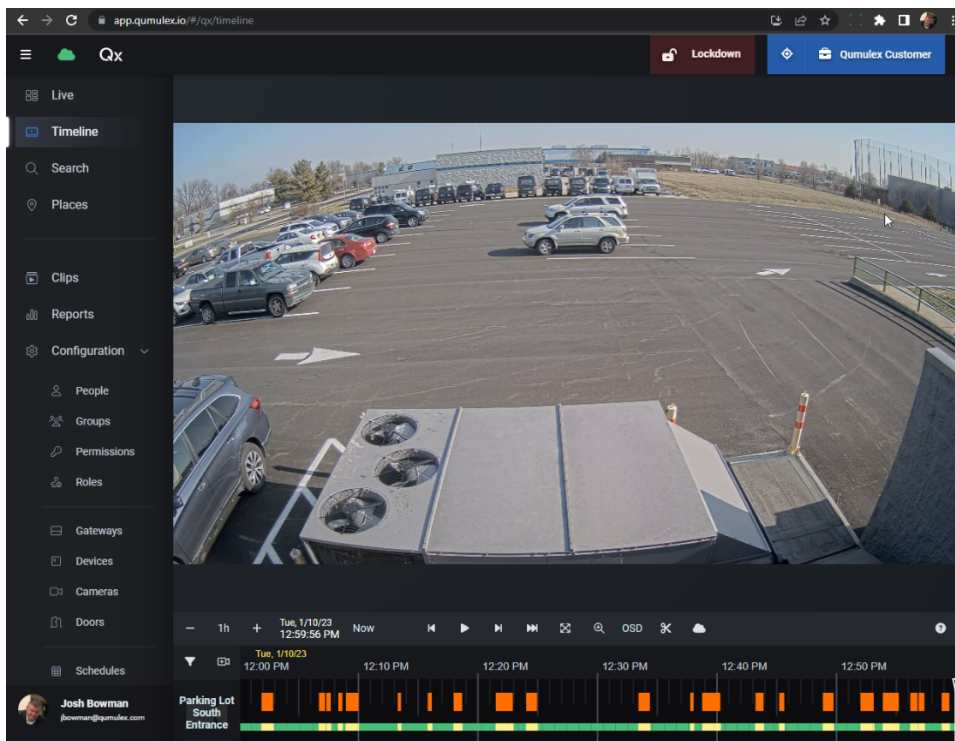 app.qumulex.io/#/qx/timeline
Qx
Lockdown
Qumulex Customer
Live
Timeline
Search
Places
Clips
Reports
Configuration
People
Groups
Permissions
Roles
Gateways
Devices
Cameras
Doors
Schedules
Josh Bowman
jbowman@qumulex.com
1h
Tue, 1/10/23
12:59:56 PM
Now
OSD
Tue, 1/10/23
12:00 PM
12:10 PM
12:20 PM
12:30 PM
12:40 PM
12:50 PM
Parking Lot
South
Entrance